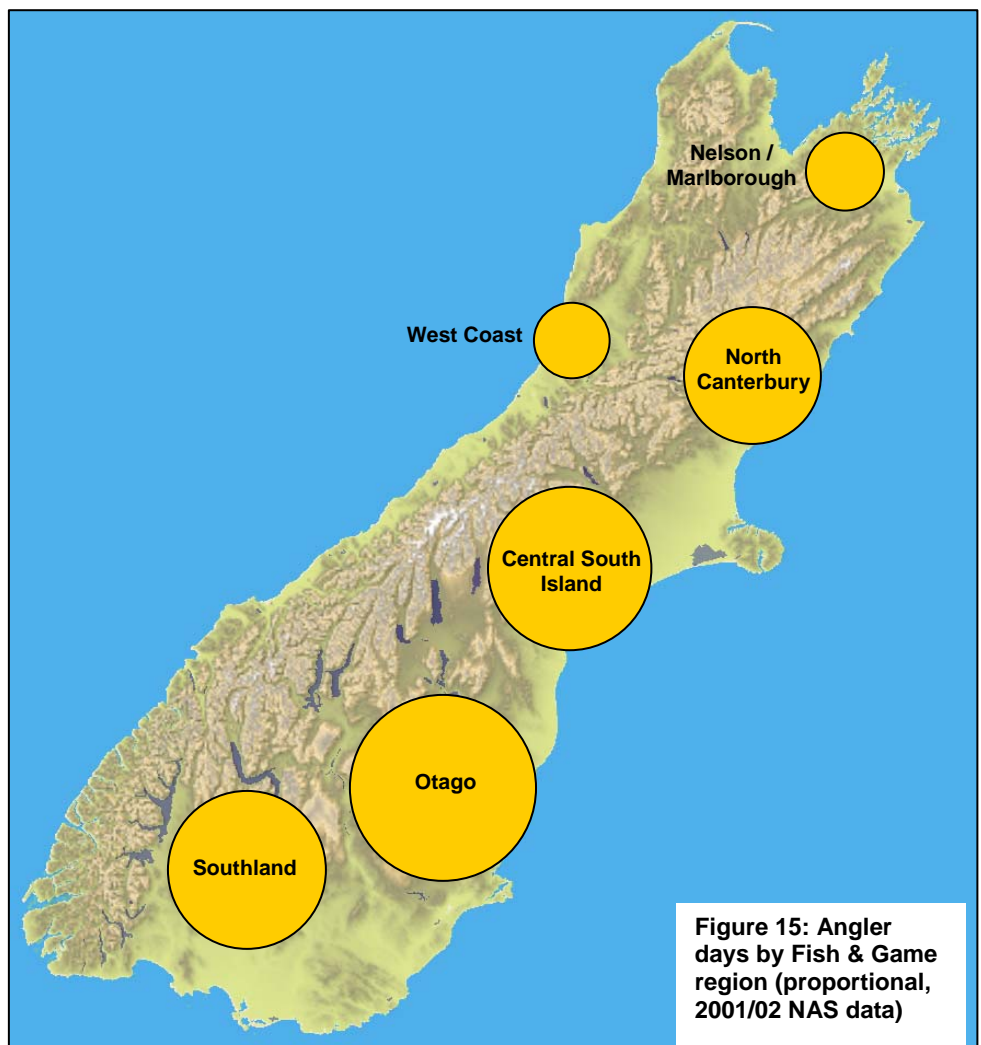 Nelson /
Marlborough
West Coast
North
Canterbury
Central South
Island
Otago
Southland
Figure 15: Angler
days by Fish & Game
region (proportional,
2001/02 NAS data)